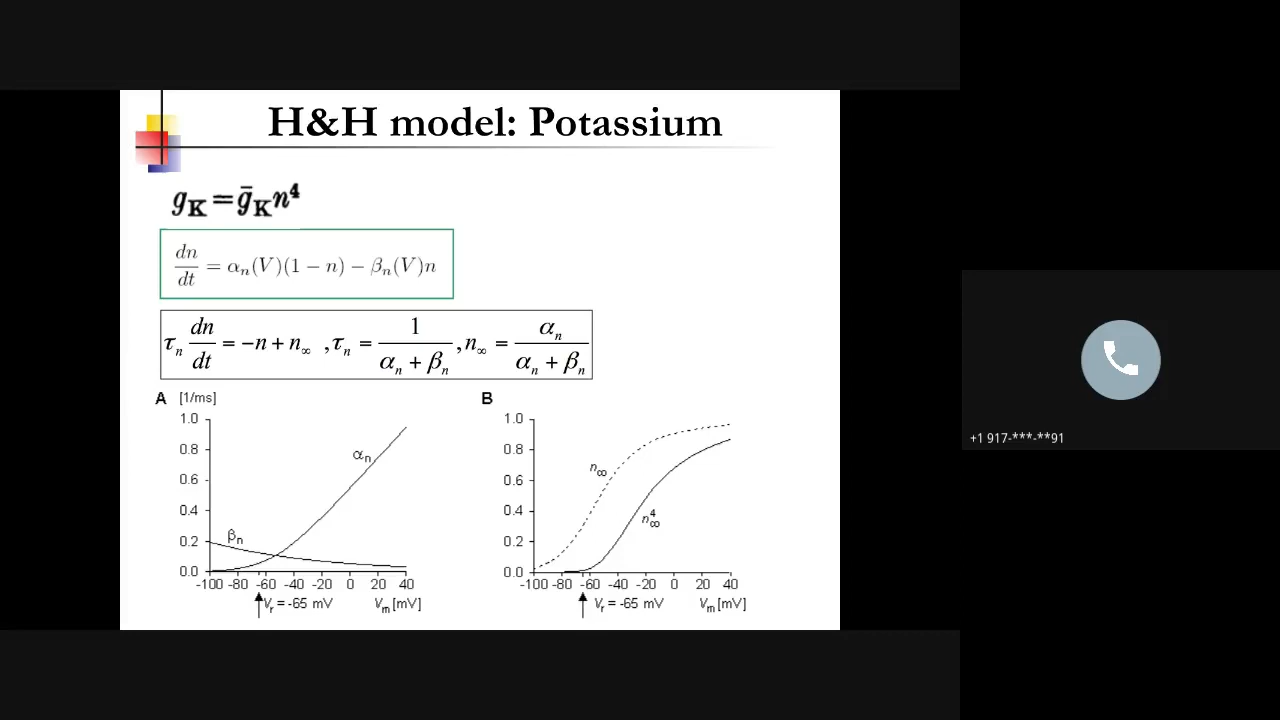 H&H model: Potassium
g_K = ḡ_K n⁴
dn/dt = α_n(V)(1 − n) − β_n(V)n
τ_n dn/dt = −n + n_∞ , τ_n = 1/(α_n + β_n) , n_∞ = α_n/(α_n + β_n)
A [1/ms]
1.0
0.8
0.6
0.4
0.2
0.0
α_n
β_n
-100 -80 -60 -40 -20 0 20 40
V_r = -65 mV V_m [mV]
B
1.0
0.8
0.6
0.4
0.2
0.0
n_∞
n_∞⁴
-100 -80 -60 -40 -20 0 20 40
V_r = -65 mV V_m [mV]
+1 917-***-**91